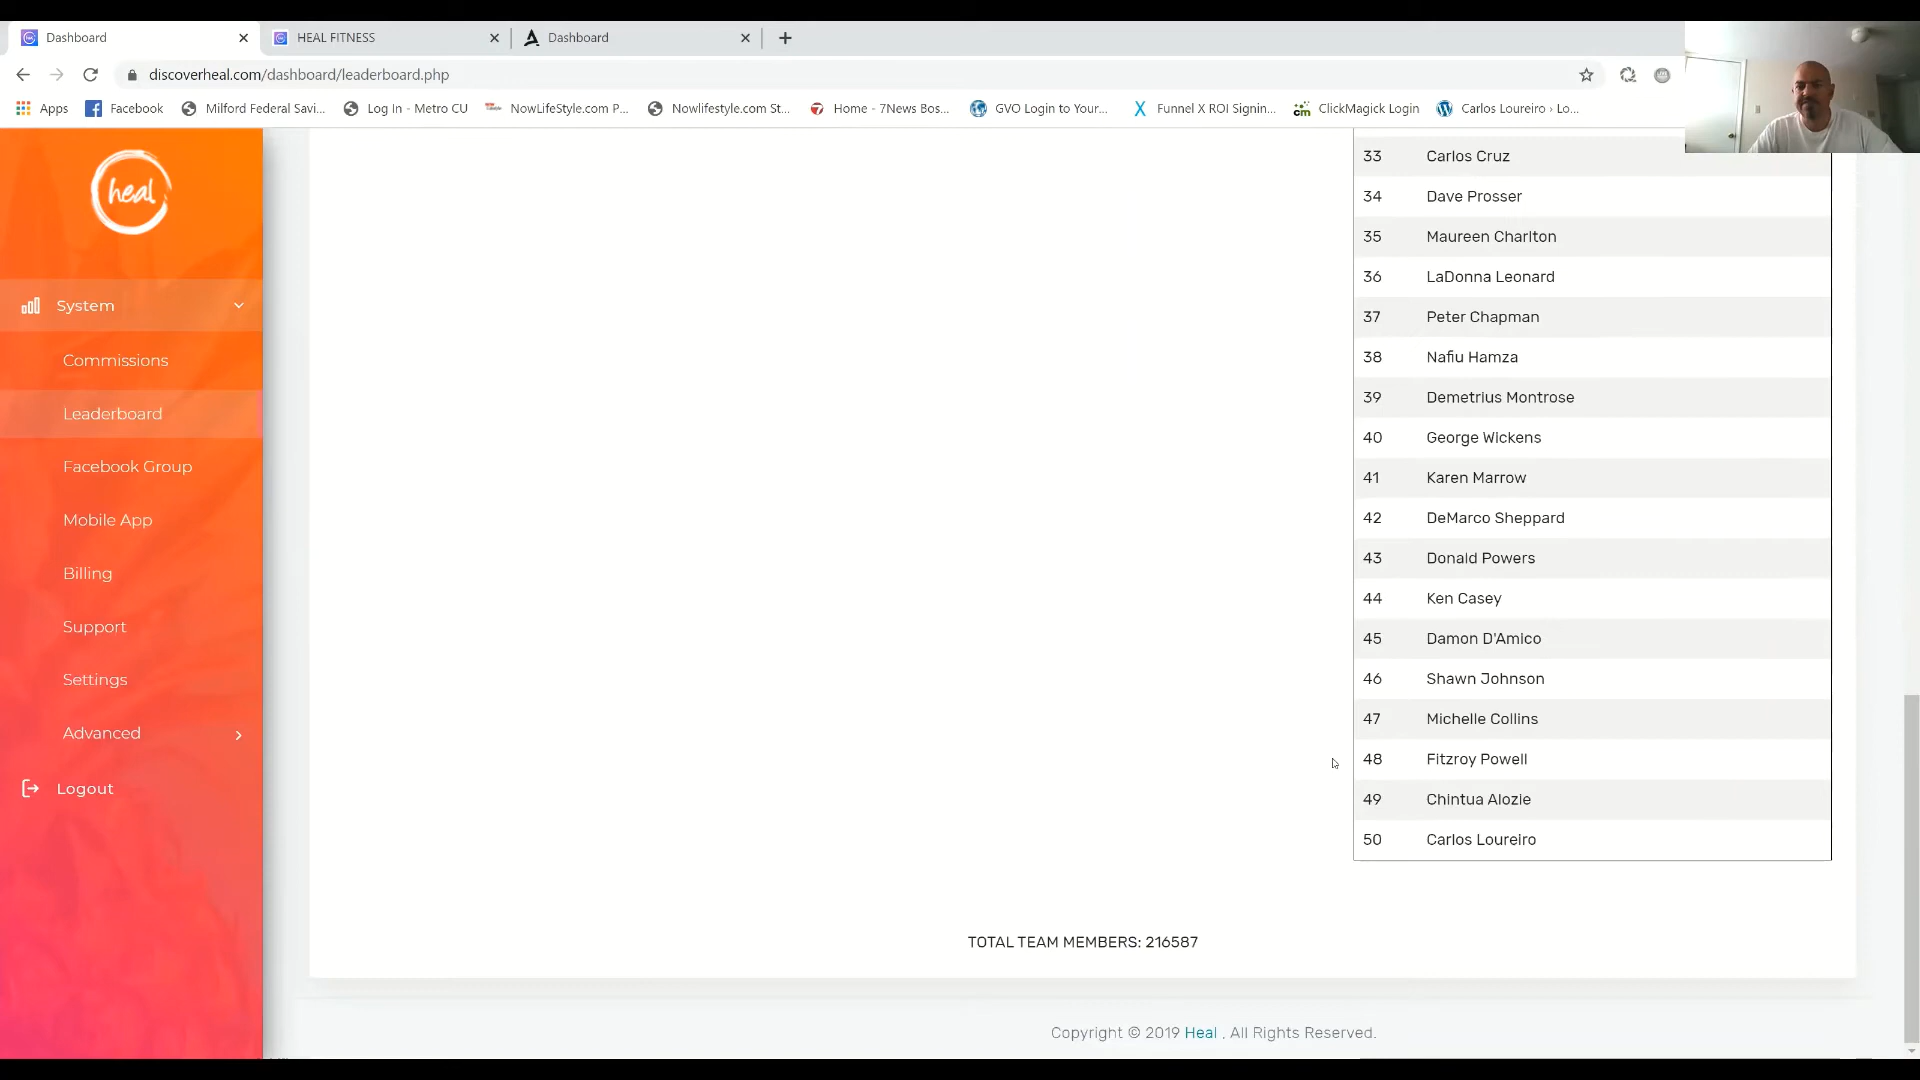 Dashboard
HEAL FITNESS
Dashboard
discoverheal.com/dashboard/leaderboard.php
Apps
Facebook
Milford Federal Savi...
Log In - Metro CU
NowLifeStyle.com P...
Nowlifestyle.com St...
Home - 7News Bos...
GVO Login to Your...
Funnel X ROI Signin...
ClickMagick Login
Carlos Loureiro › Lo...
heal
System
Commissions
Leaderboard
Facebook Group
Mobile App
Billing
Support
Settings
Advanced
Logout
33 Carlos Cruz
34 Dave Prosser
35 Maureen Charlton
36 LaDonna Leonard
37 Peter Chapman
38 Nafiu Hamza
39 Demetrius Montrose
40 George Wickens
41 Karen Marrow
42 DeMarco Sheppard
43 Donald Powers
44 Ken Casey
45 Damon D'Amico
46 Shawn Johnson
47 Michelle Collins
48 Fitzroy Powell
49 Chintua Alozie
50 Carlos Loureiro
TOTAL TEAM MEMBERS: 216587
Copyright © 2019 Heal . All Rights Reserved.